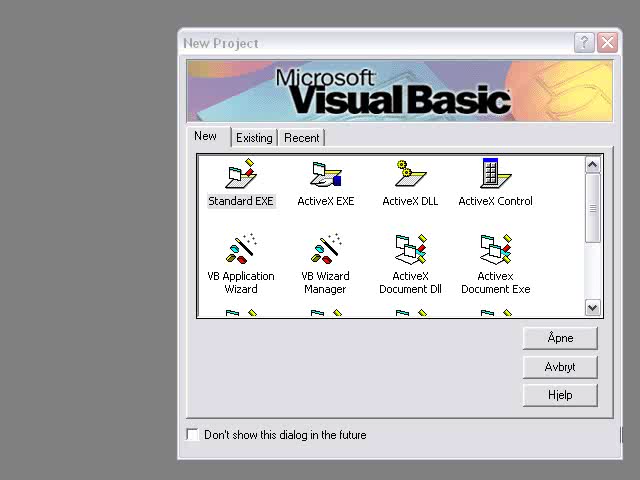 New Project
Microsoft
Visual Basic
New Existing Recent
Standard EXE ActiveX EXE ActiveX DLL ActiveX Control
VB Application Wizard
VB Wizard Manager
ActiveX Document Dll
Activex Document Exe
Åpne
Avbryt
Hjelp
Don't show this dialog in the future